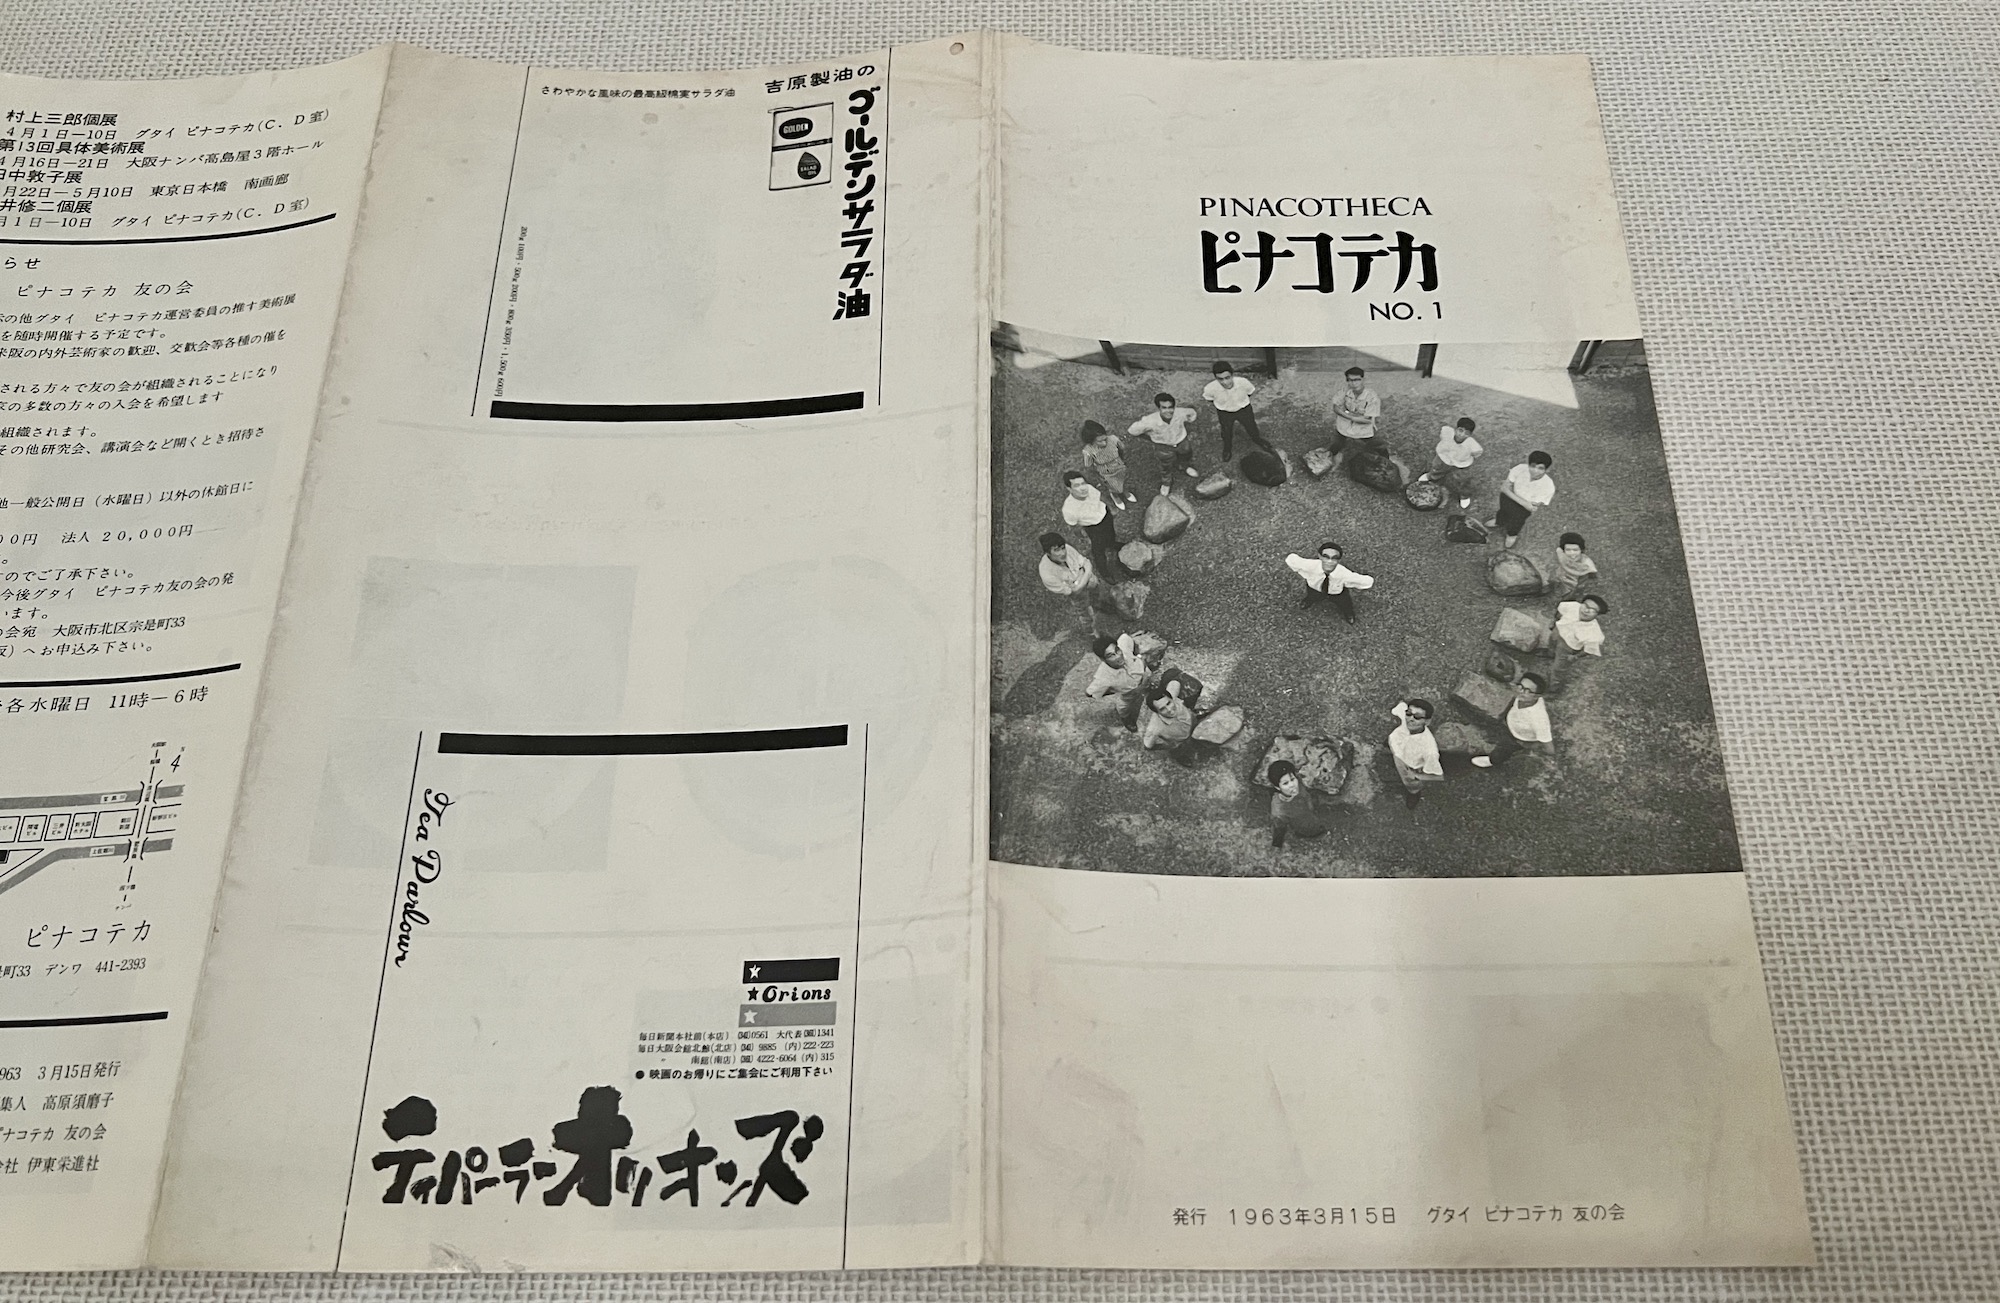 PINACOTHECA
ピナコテカ
NO. 1
発行 1963年3月15日 グタイ ピナコテカ 友の会
吉原製油の
ゴールデンサラダ油
さわやかな風味の最高級棉実サラダ油
GOLDEN
SALAD OIL
Tea Parlour
★Orions
毎日新聞本社前(本店)
毎日大阪会館北館(北店)
南館(南店)
● 映画のお帰りにご集会にご利用下さい
ティパーラーオリオンズ
村上三郎個展
4月1日―10日 グタイ ピナコテカ(C.D室)
第13回具体美術展
4月16日―21日 大阪ナンバ高島屋3階ホール
中敦子展
月22日―5月10日 東京日本橋 南画廊
井修二個展
月1日―10日 グタイ ピナコテカ(C.D室)
らせ
ピナコテカ 友の会
の他グタイ ピナコテカ運営委員の推す美術展
を随時開催する予定です。
来阪の内外芸術家の歓迎、交歓会等各種の催を
される方々で友の会が組織されることになり
の多数の方々の入会を希望します
組織されます。
その他研究会、講演会など開くとき招待さ
他一般公開日(水曜日)以外の休館日に
00円 法人 20,000円
すのでご了承下さい。
今後グタイ ピナコテカ友の会の発
います。
の会宛 大阪市北区宗是町33
へお申込み下さい。
各水曜日 11時―6時
ピナコテカ
是町33 デンワ 441-2393
963 3月15日発行
集人 高原須磨子
ナコテカ 友の会
社 伊東栄進社